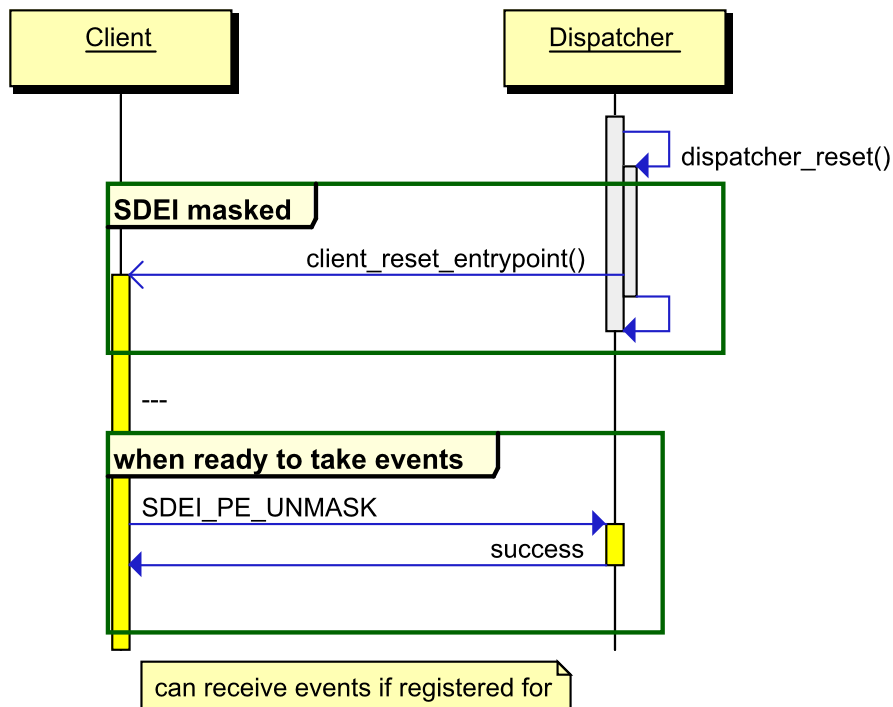 Client
Dispatcher
dispatcher_reset()
SDEI masked
client_reset_entrypoint()
---
when ready to take events
SDEI_PE_UNMASK
success
can receive events if registered for